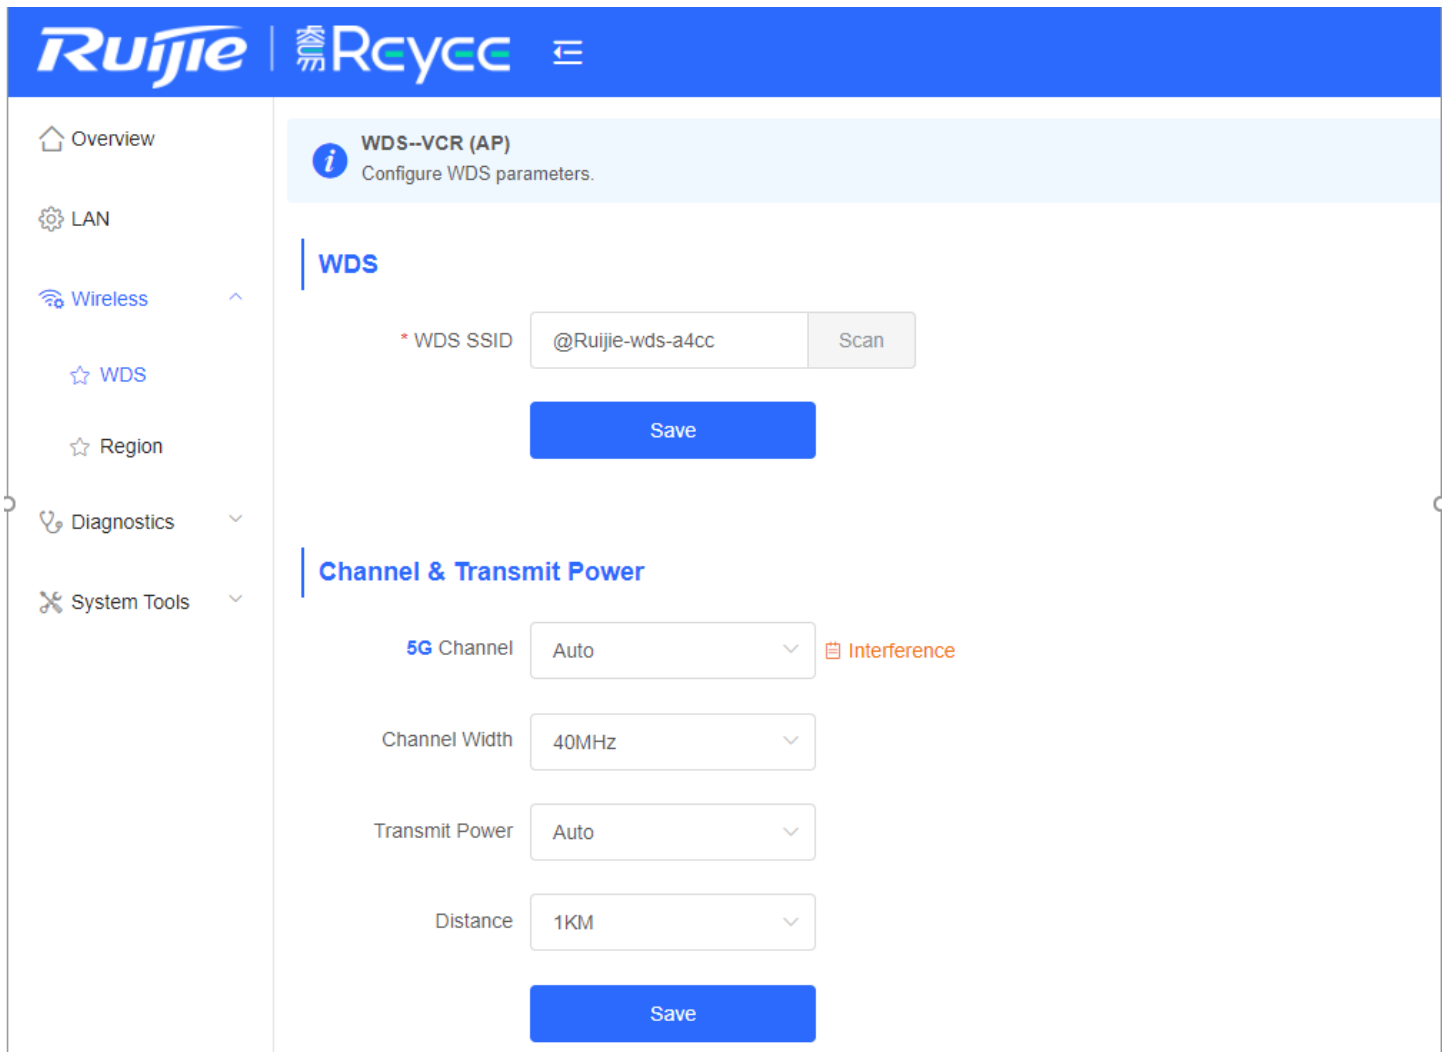 Ruijie | 睿易 Reyee
Overview
LAN
Wireless
WDS
Region
Diagnostics
System Tools
WDS--VCR (AP)
Configure WDS parameters.
WDS
* WDS SSID @Ruijie-wds-a4cc Scan
Save
Channel & Transmit Power
5G Channel Auto Interference
Channel Width 40MHz
Transmit Power Auto
Distance 1KM
Save